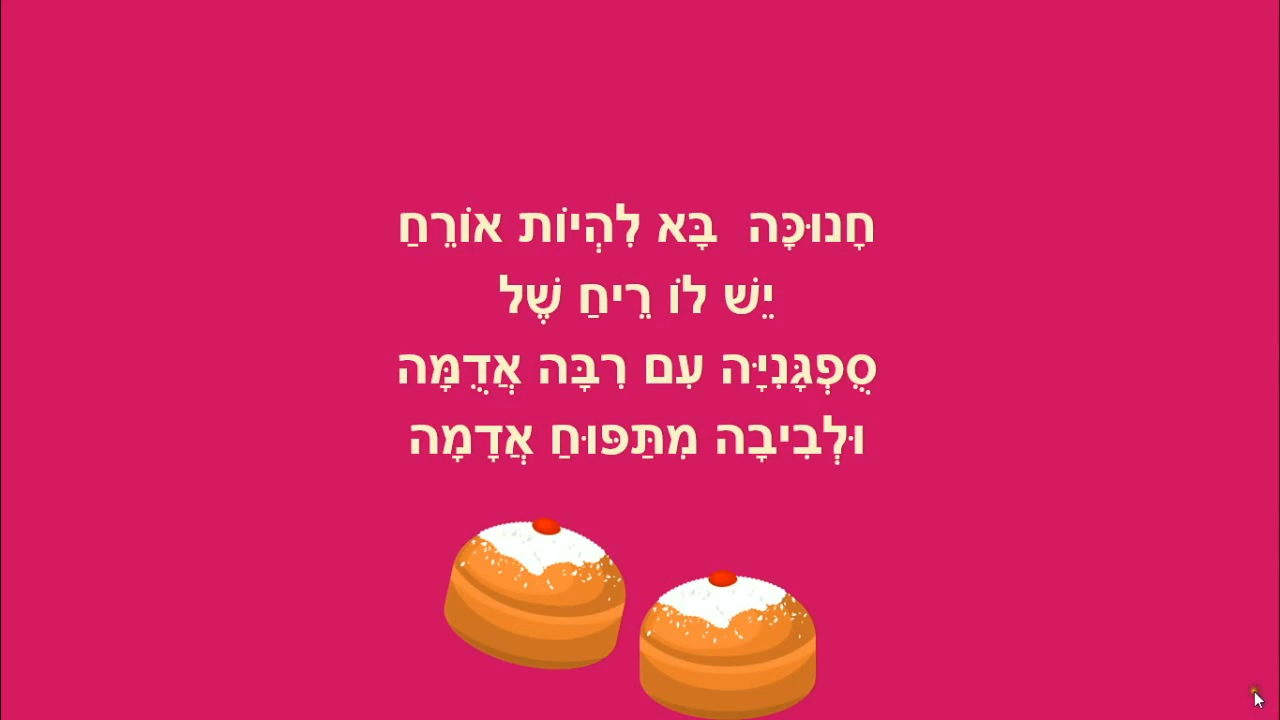 חָנוּכָּה בָּא לִהְיוֹת אוֹרֵחַ
יֵשׁ לוֹ רֵיחַ שֶׁל
סֻפְגָּנִיָּה עִם רִבָּה אֲדֻמָּה
וּלְבִיבָה מִתַּפּוּחַ אֲדָמָה